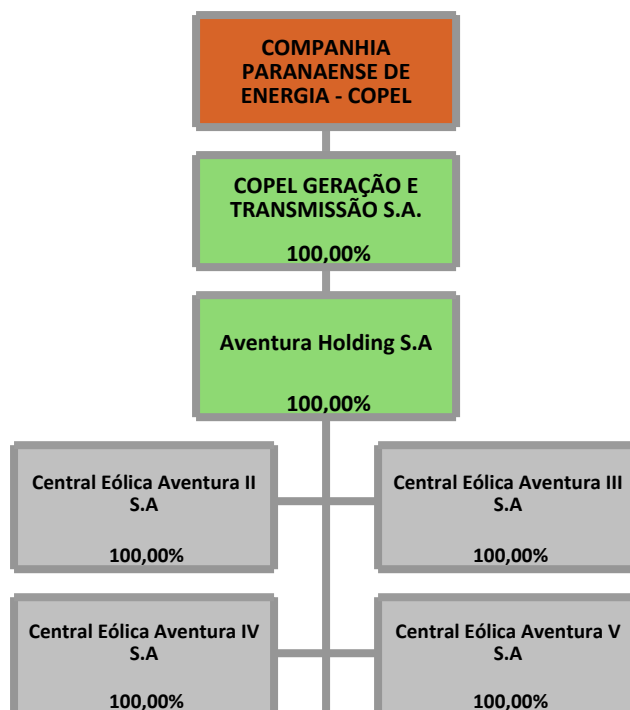 COMPANHIA
PARANAENSE DE
ENERGIA - COPEL
COPEL GERAÇÃO E
TRANSMISSÃO S.A.
100,00%
Aventura Holding S.A
100,00%
Central Eólica Aventura II
S.A
100,00%
Central Eólica Aventura III
S.A
100,00%
Central Eólica Aventura IV
S.A
100,00%
Central Eólica Aventura V
S.A
100,00%